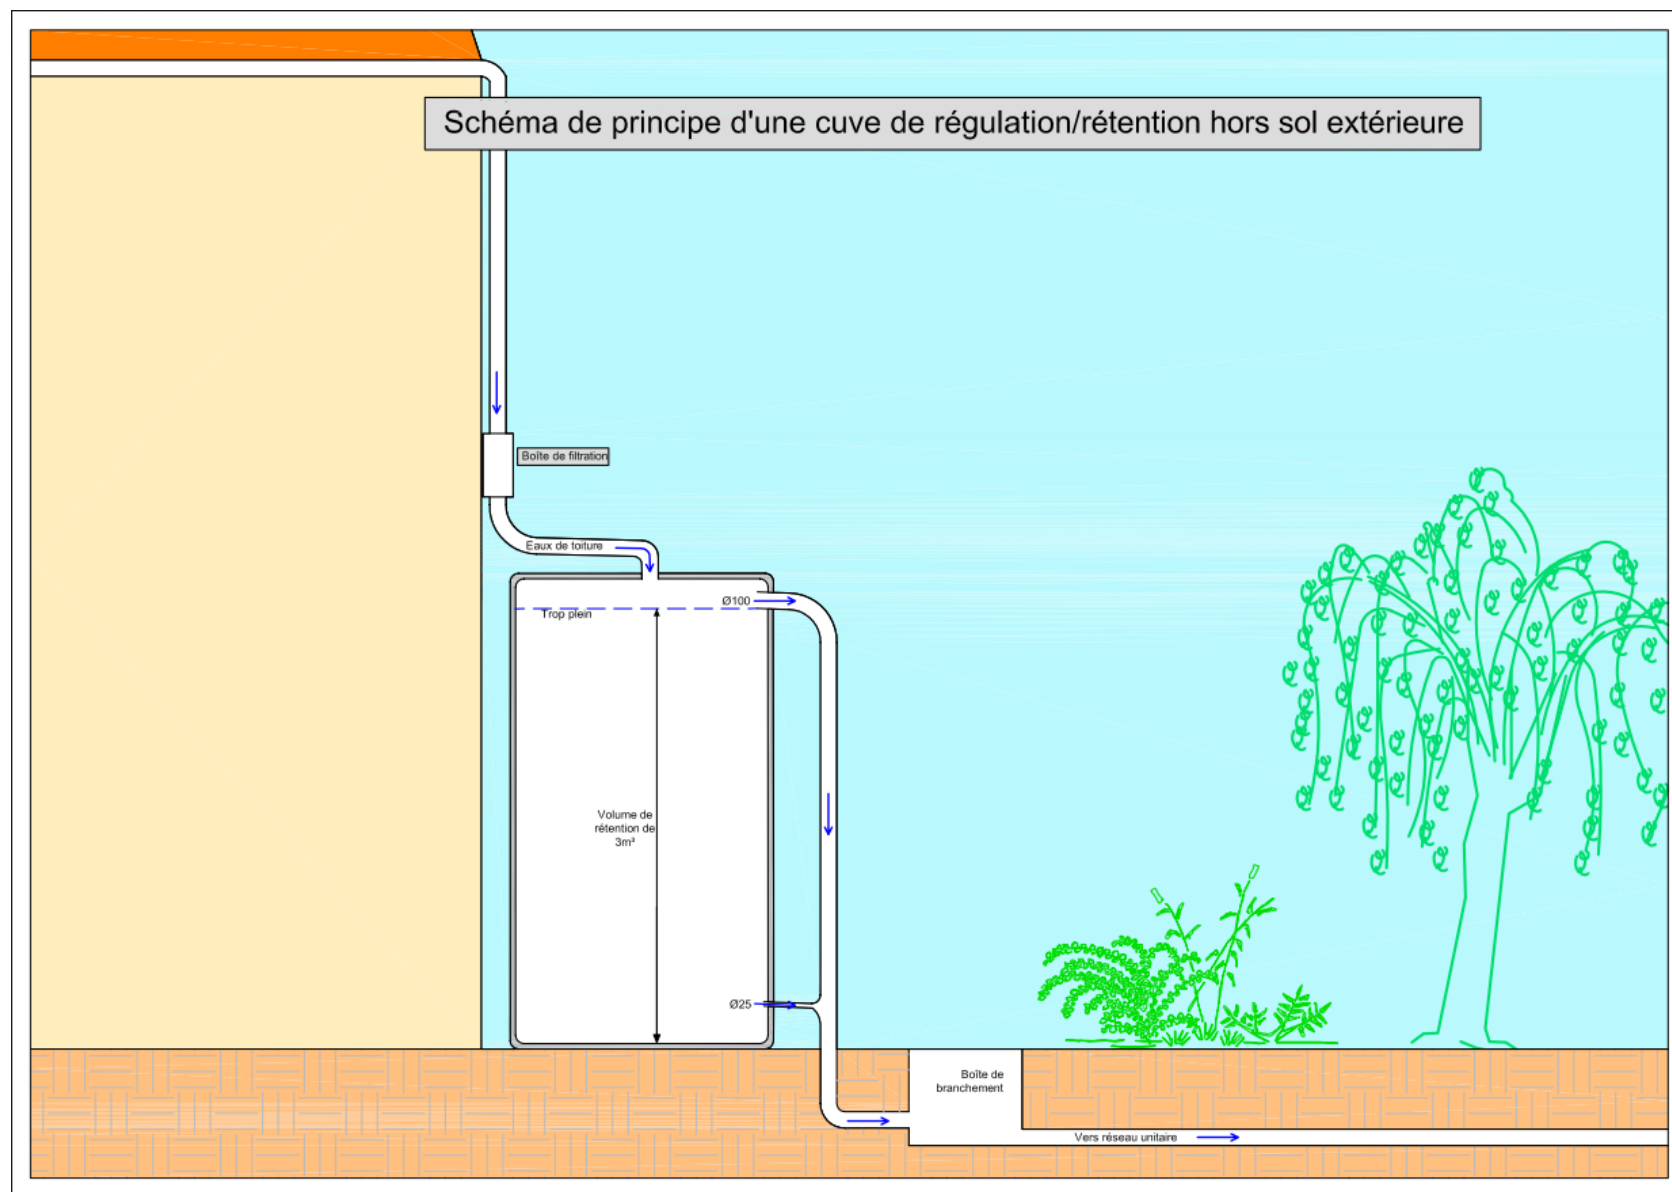 Schéma de principe d'une cuve de régulation/rétention hors sol extérieure
Boîte de filtration
Eaux de toiture
Ø100
Trop plein
Volume de
rétention de
3m³
Ø25
Boîte de
branchement
Vers réseau unitaire